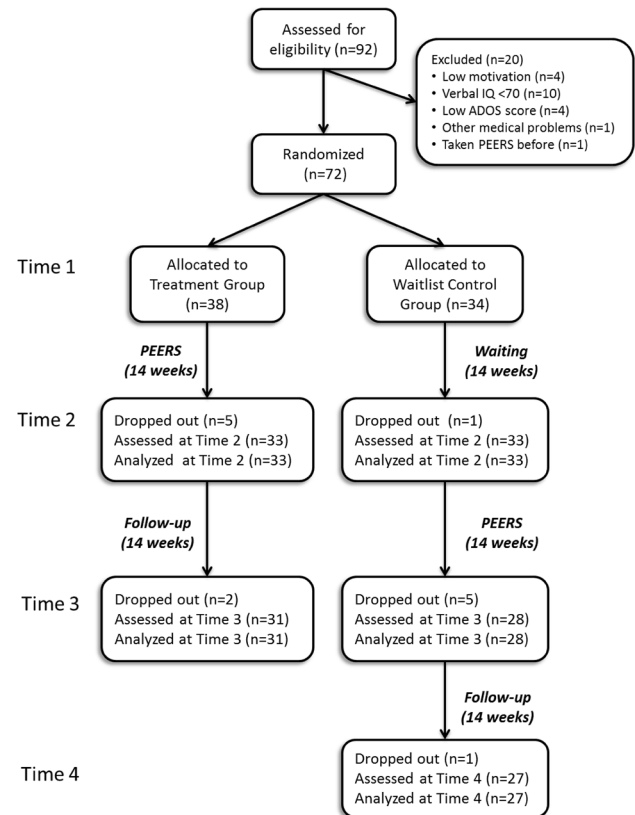 Assessed for
eligibility (n=92)
Excluded (n=20)
• Low motivation (n=4)
• Verbal IQ <70 (n=10)
• Low ADOS score (n=4)
• Other medical problems (n=1)
• Taken PEERS before (n=1)
Randomized
(n=72)
Time 1
Allocated to
Treatment Group
(n=38)
Allocated to
Waitlist Control
Group (n=34)
PEERS
(14 weeks)
Waiting
(14 weeks)
Time 2
Dropped out (n=5)
Assessed at Time 2 (n=33)
Analyzed at Time 2 (n=33)
Dropped out (n=1)
Assessed at Time 2 (n=33)
Analyzed at Time 2 (n=33)
Follow-up
(14 weeks)
PEERS
(14 weeks)
Time 3
Dropped out (n=2)
Assessed at Time 3 (n=31)
Analyzed at Time 3 (n=31)
Dropped out (n=5)
Assessed at Time 3 (n=28)
Analyzed at Time 3 (n=28)
Follow-up
(14 weeks)
Time 4
Dropped out (n=1)
Assessed at Time 4 (n=27)
Analyzed at Time 4 (n=27)